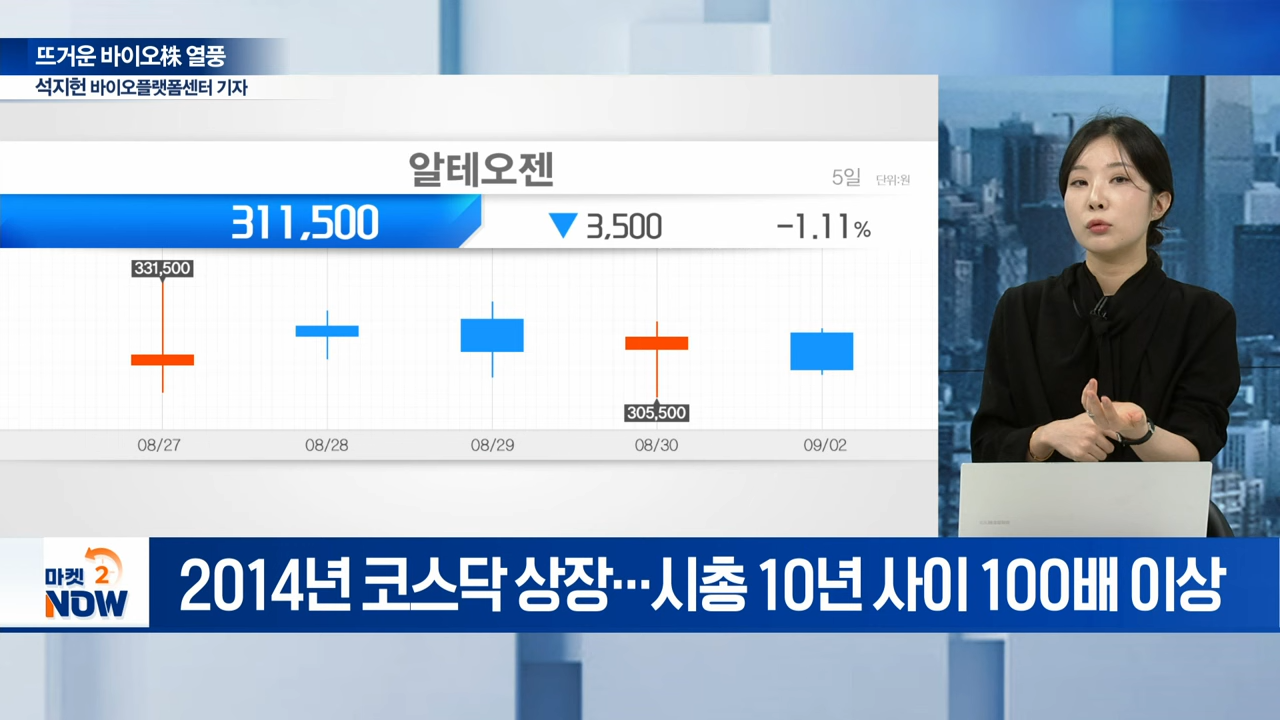 뜨거운 바이오株 열풍
석지헌 바이오플랫폼센터 기자
알테오젠
5일 단위:원
311,500 ▼ 3,500 -1.11%
331,500
305,500
08/27 08/28 08/29 08/30 09/02
마켓 2
NOW
2014년 코스닥 상장…시총 10년 사이 100배 이상